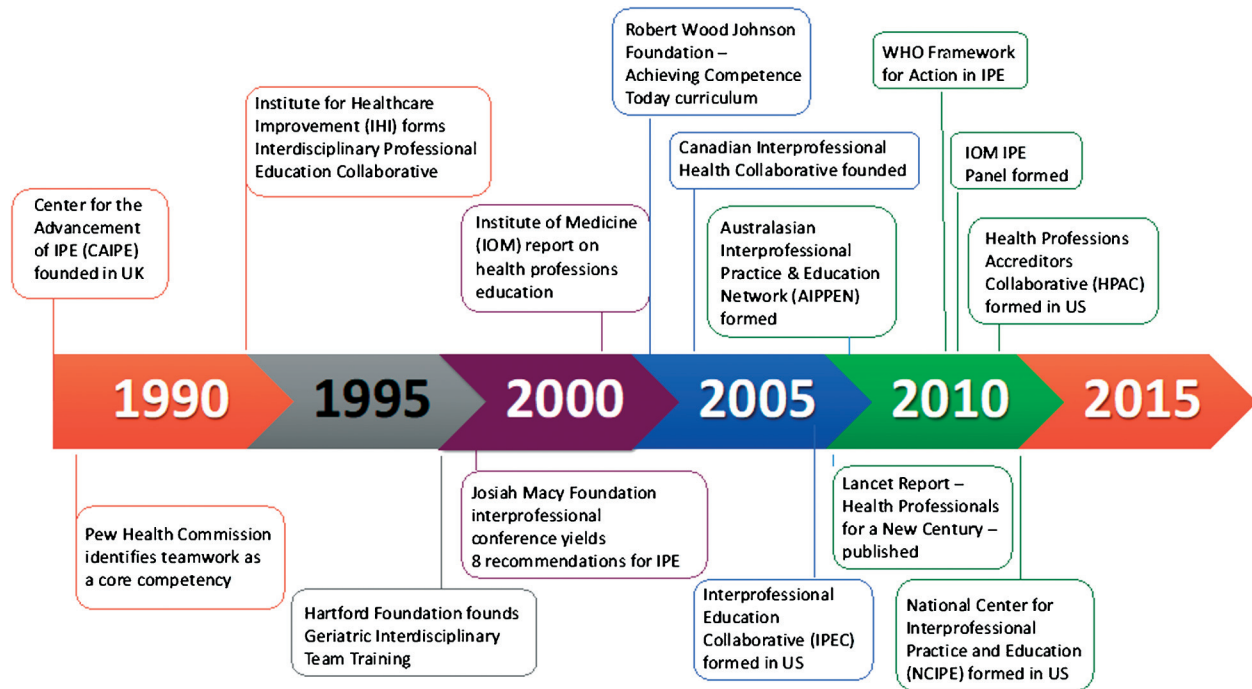 Robert Wood Johnson
Foundation –
Achieving Competence
Today curriculum
WHO Framework
for Action in IPE
Institute for Healthcare
Improvement (IHI) forms
Interdisciplinary Professional
Education Collaborative
Canadian Interprofessional
Health Collaborative founded
IOM IPE
Panel formed
Center for the
Advancement
of IPE (CAIPE)
founded in UK
Institute of Medicine
(IOM) report on
health professions
education
Australasian
Interprofessional
Practice & Education
Network (AIPPEN)
formed
Health Professions
Accreditors
Collaborative (HPAC)
formed in US
1990
1995
2000
2005
2010
2015
Pew Health Commission
identifies teamwork as
a core competency
Hartford Foundation founds
Geriatric Interdisciplinary
Team Training
Josiah Macy Foundation
interprofessional
conference yields
8 recommendations for IPE
Interprofessional
Education
Collaborative (IPEC)
formed in US
Lancet Report –
Health Professionals
for a New Century –
published
National Center for
Interprofessional
Practice and Education
(NCIPE) formed in US